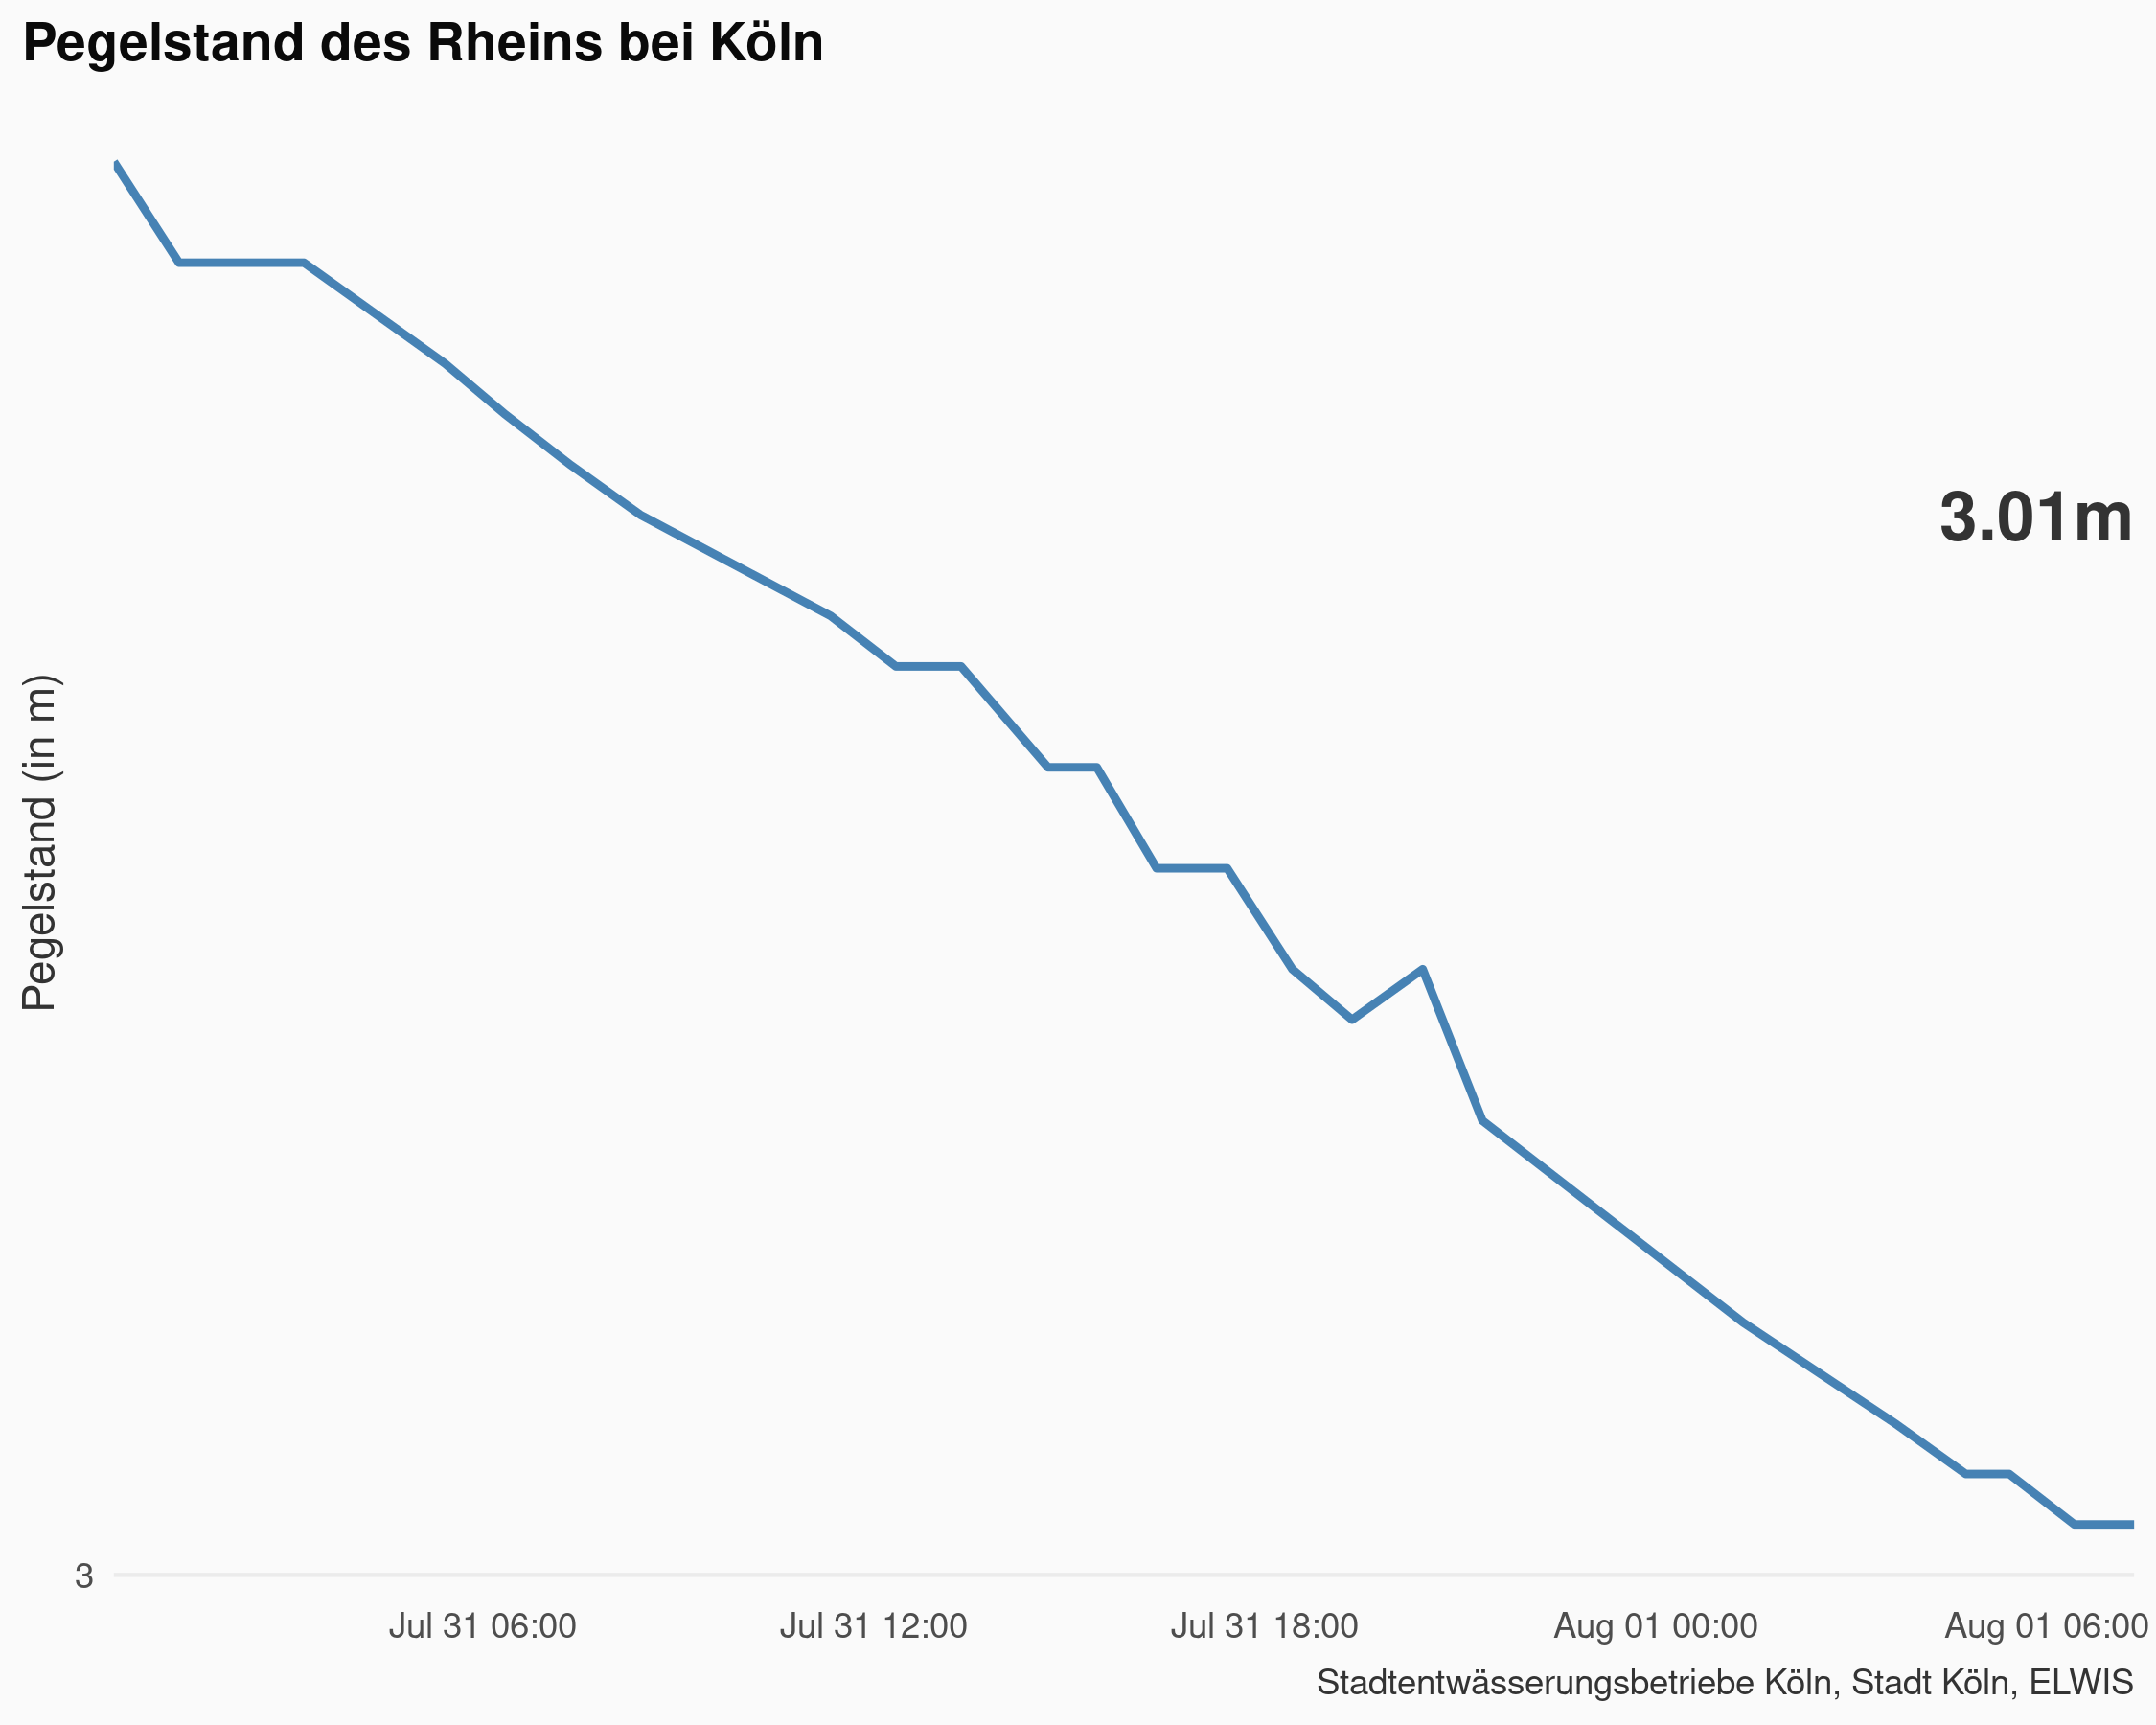 Pegelstand des Rheins bei Köln
3.01m
Pegelstand (in m)
3
Jul 31 06:00
Jul 31 12:00
Jul 31 18:00
Aug 01 00:00
Aug 01 06:00
Stadtentwässerungsbetriebe Köln, Stadt Köln, ELWIS